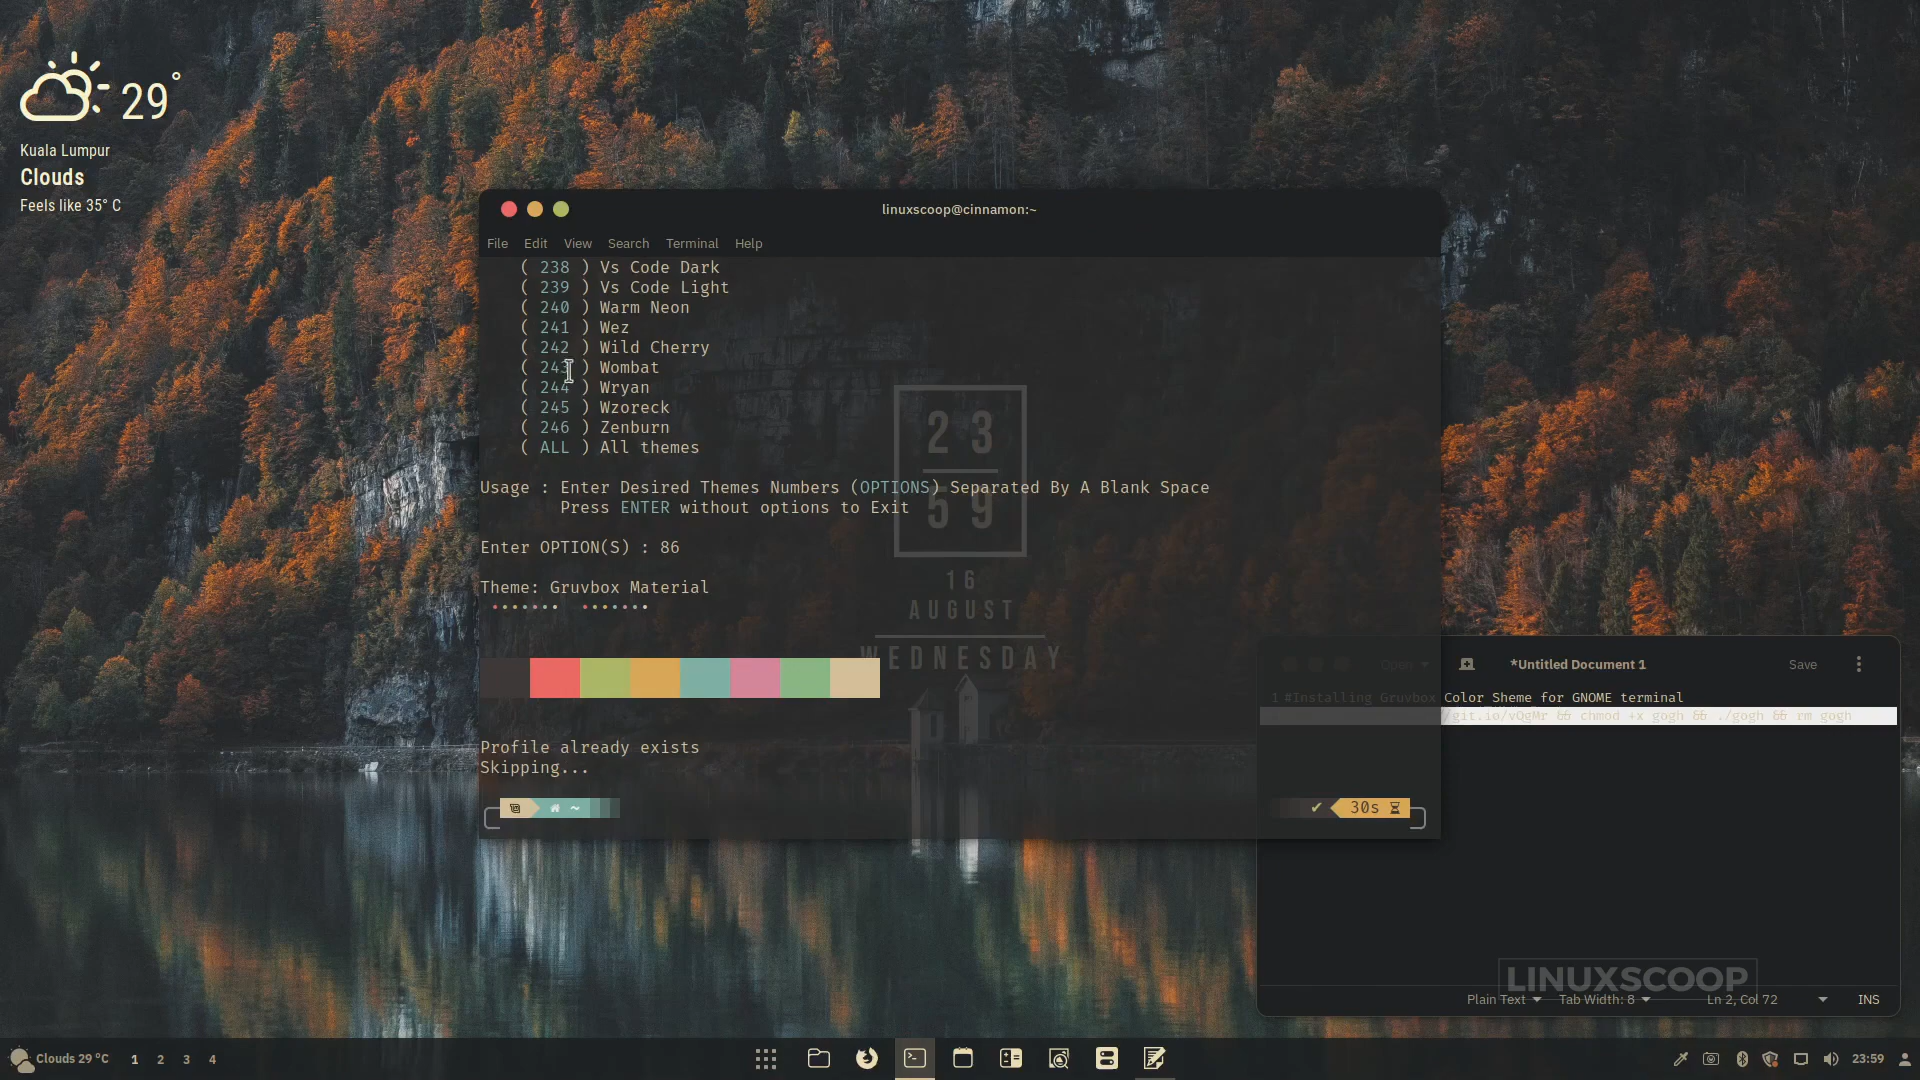 29°
Kuala Lumpur
Clouds
Feels like 35° C
linuxscoop@cinnamon:~
File Edit View Search Terminal Help
( 238 ) Vs Code Dark
( 239 ) Vs Code Light
( 240 ) Warm Neon
( 241 ) Wez
( 242 ) Wild Cherry
( 243 ) Wombat
( 244 ) Wryan
( 245 ) Wzoreck
( 246 ) Zenburn
( ALL ) All themes
Usage : Enter Desired Themes Numbers (OPTIONS) Separated By A Blank Space
Press ENTER without options to Exit
Enter OPTION(S) : 86
Theme: Gruvbox Material
Profile already exists
Skipping...
~
✔ 30s
23
59
16
AUGUST
WEDNESDAY
Open *Untitled Document 1 Save
1 #Installing Gruvbox Color Sheme for GNOME terminal
/git.io/vQgMr && chmod +x gogh && ./gogh && rm gogh
LINUXSCOOP
Plain Text Tab Width: 8 Ln 2, Col 72 INS
Clouds 29 °C 1 2 3 4 23:59